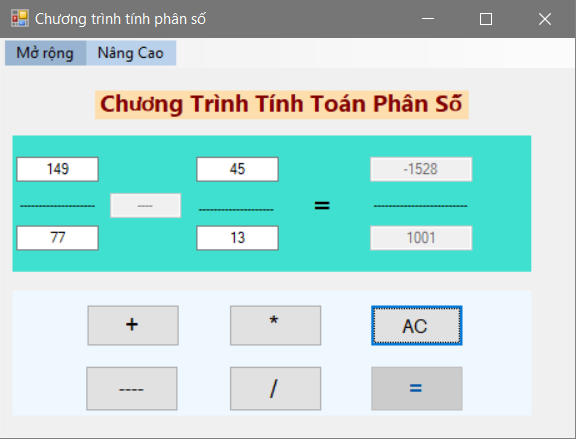 Chương trình tính phân số
Mở rộng Nâng Cao
Chương Trình Tính Toán Phân Số
149 45 -1528
-------------------- ---- -------------------- = -------------------------
77 13 1001
+ * AC
---- / =